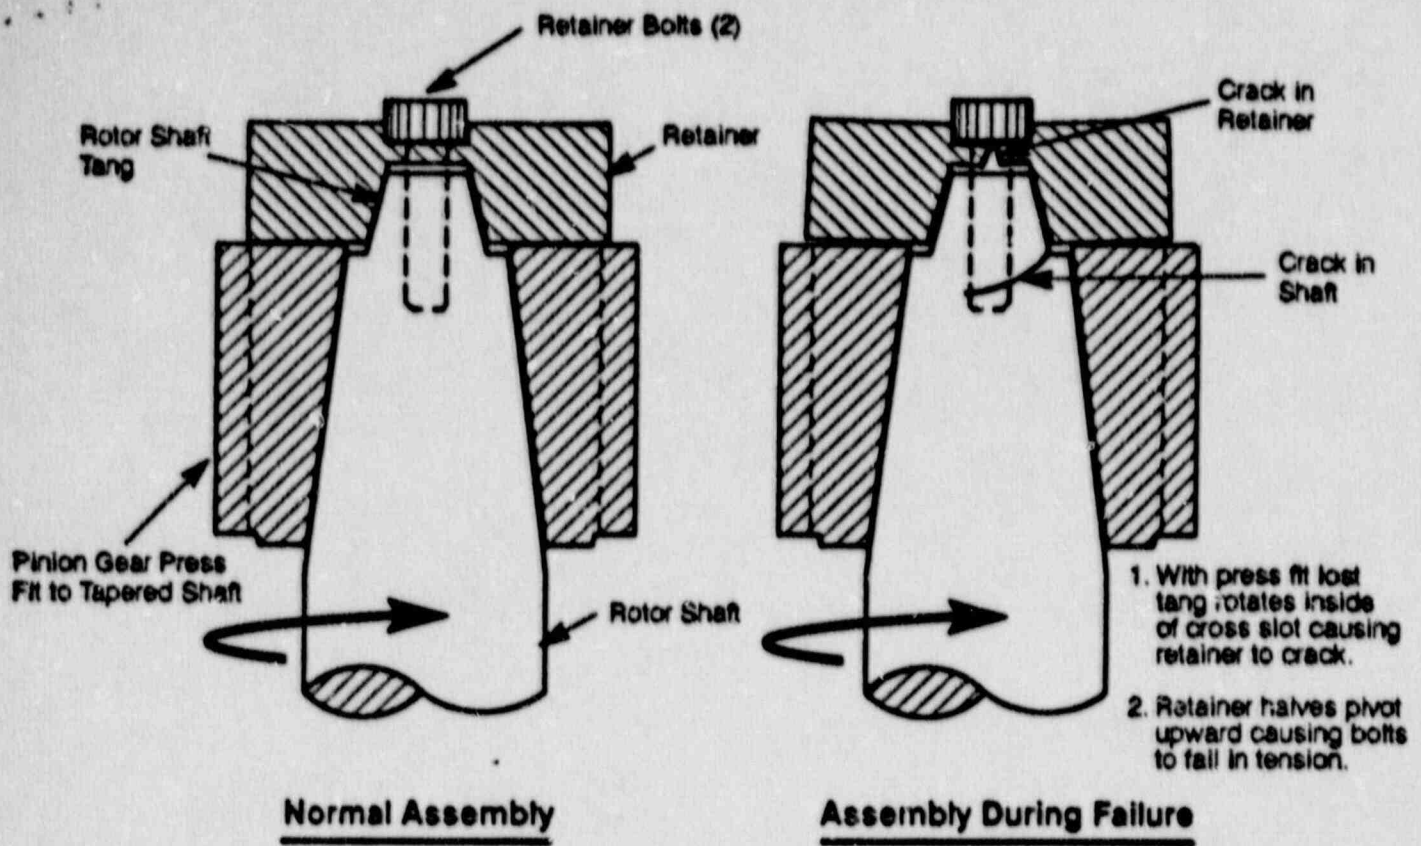 Retainer Bolts (2)
Rotor Shaft
Tang
Retainer
Pinion Gear Press
Fit to Tapered Shaft
Rotor Shaft
Normal Assembly
Crack in
Retainer
Crack in
Shaft
1. With press fit lost
tang rotates inside
of cross slot causing
retainer to crack.
2. Retainer halves pivot
upward causing bolts
to fail in tension.
Assembly During Failure